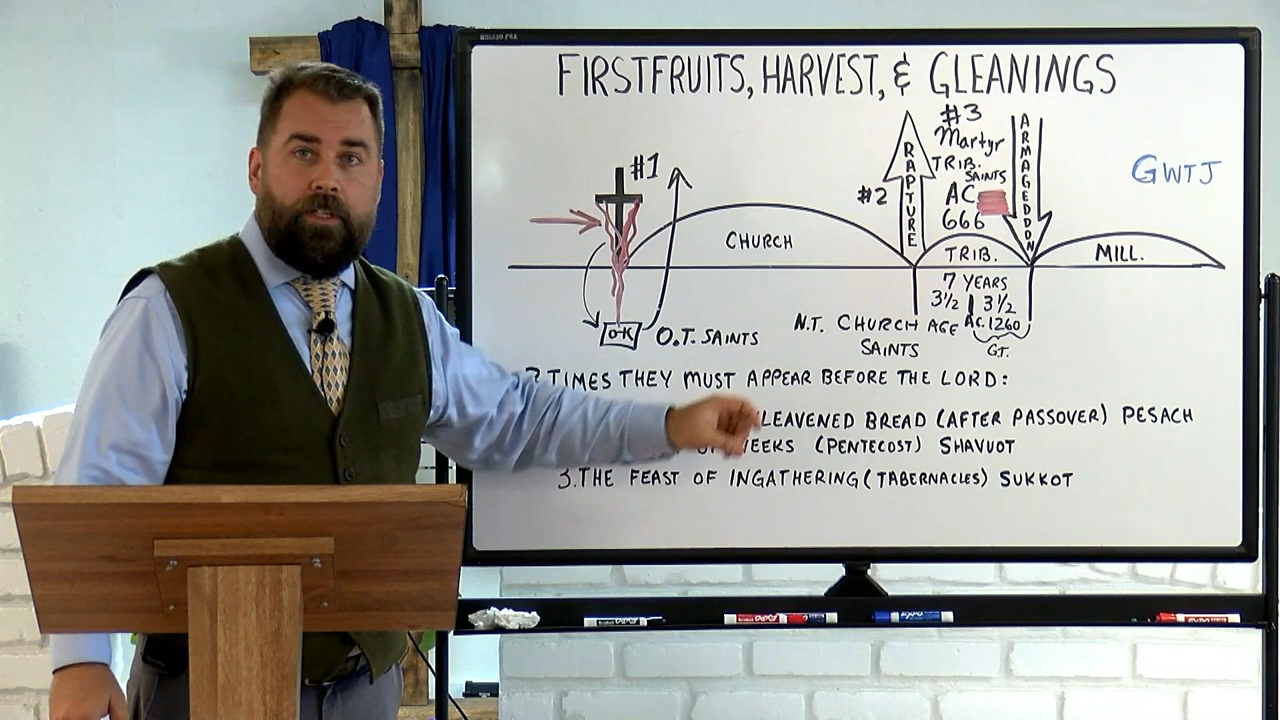 FIRSTFRUITS, HARVEST, & GLEANINGS
#1
#2
RAPTURE
#3
Martyr
TRIB.
SAINTS
AC
666
ARMAGEDDON
GWTJ
CHURCH
TRIB.
MILL.
7 YEARS
3½ 3½
AC. 1260
GT.
O.T. SAINTS
N.T. CHURCH AGE
SAINTS
TIMES THEY MUST APPEAR BEFORE THE LORD:
LEAVENED BREAD (AFTER PASSOVER) PESACH
WEEKS (PENTECOST) SHAVUOT
3. THE FEAST OF INGATHERING (TABERNACLES) SUKKOT
EXPO